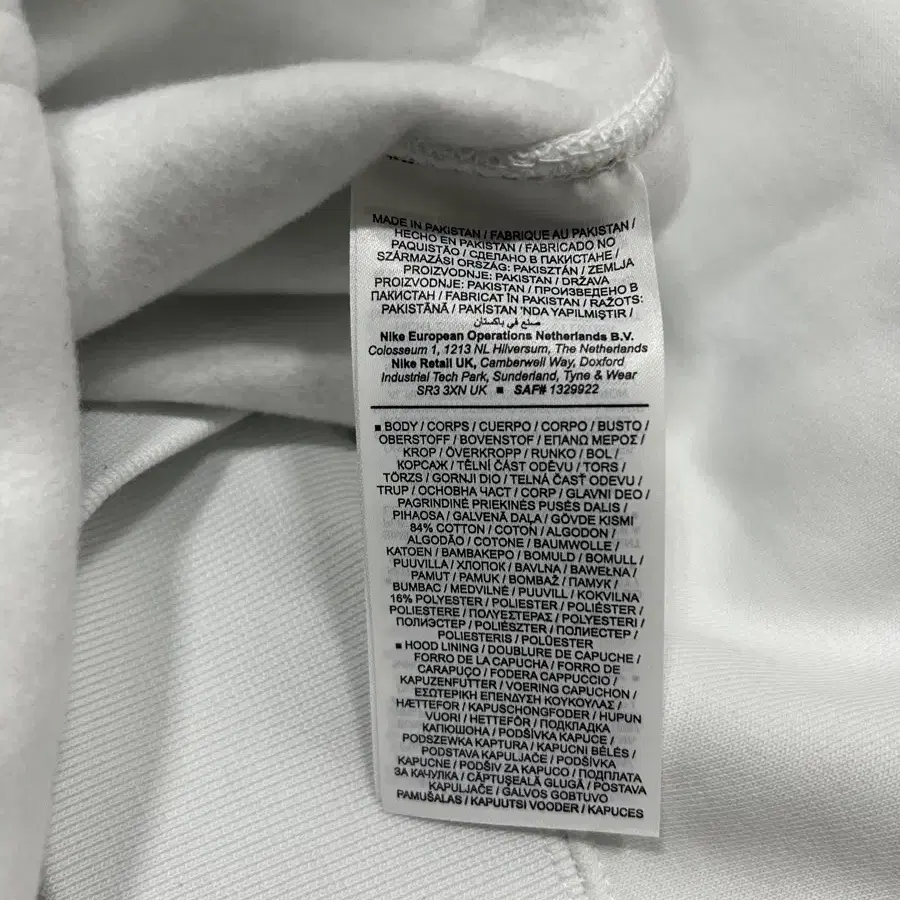 MADE IN PAKISTAN / FABRIQUE AU PAKISTAN /
HECHO EN PAKISTAN / FABRICADO NO
PAQUISTÃO / СДЕЛАНО В ПАКИСТАНЕ /
SZÁRMAZÁSI ORSZÁG: PAKISZTÁN / ZEMLJA
PROIZVODNJE: PAKISTAN / DRŽAVA
PROIZVODNJE: PAKISTAN / ПРОИЗВЕДЕНО В
ПАКИСТАН / FABRICAT ÎN PAKISTAN / RAŽOTS:
PAKISTĀNĀ / PAKİSTAN 'NDA YAPILMIŞTIR /
صنع في باكستان
Nike European Operations Netherlands B.V.
Colosseum 1, 1213 NL Hilversum, The Netherlands
Nike Retail UK, Camberwell Way, Doxford
Industrial Tech Park, Sunderland, Tyne & Wear
SR3 3XN UK ■ SAF# 1329922
■ BODY / CORPS / CUERPO / CORPO / BUSTO /
OBERSTOFF / BOVENSTOF / ΕΠΑΝΩ ΜΕΡΟΣ /
KROP / ÖVERKROPP / RUNKO / BOL /
КОРСАЖ / TĚLNÍ ČÁST ODĚVU / TORS /
TÖRZS / GORNJI DIO / TELNÁ ČASŤ ODEVU /
TRUP / ОСНОВНА ЧАСТ / CORP / GLAVNI DEO /
PAGRINDINĖ PRIEKINĖS PUSĖS DALIS /
PIHAOSA / GALVENĀ DAĻA / GÖVDE KISMI
84% COTTON / COTON / ALGODON /
ALGODÃO / COTONE / BAUMWOLLE /
KATOEN / ΒΑΜΒΑΚΕΡΟ / BOMULD / BOMULL /
PUUVILLA / ХЛОПОК / BAVLNA / BAWEŁNA /
PAMUT / PAMUK / BOMBAŽ / ПАМУК /
BUMBAC / MEDVILNĖ / PUUVILL / KOKVILNA
16% POLYESTER / POLIESTER / POLIÉSTER /
POLIESTERE / ΠΟΛΥΕΣΤΕΡΑΣ / POLYESTERI /
ПОЛИЭСТЕР / POLIÉSZTER / ПОЛИЕСТЕР /
POLIESTERIS / POLÜESTER
■ HOOD LINING / DOUBLURE DE CAPUCHE /
FORRO DE LA CAPUCHA / FORRO DE
CARAPUÇO / FODERA CAPPUCCIO /
KAPUZENFUTTER / VOERING CAPUCHON /
ΕΣΩΤΕΡΙΚΗ ΕΠΕΝΔΥΣΗ ΚΟΥΚΟΥΛΑΣ /
HÆTTEFOR / KAPUSCHONGFODER / HUPUN
VUORI / HETTEFÔR / ПОДКЛАДКА
КАПЮШОНА / PODŠÍVKA KAPUCE /
PODSZEWKA KAPTURA / KAPUCNI BÉLÉS /
PODSTAVA KAPULJAČE / PODŠÍVKA
KAPUCNE / PODŠIV ZA KAPUCO / ПОДПЛАТА
ЗА КАЧУЛКА / CĂPTUȘEALĂ GLUGĂ / POSTAVA
KAPULJAČE / GALVOS GOBTUVO
PAMUŠALAS / KAPUUTSI VOODER / KAPUCES